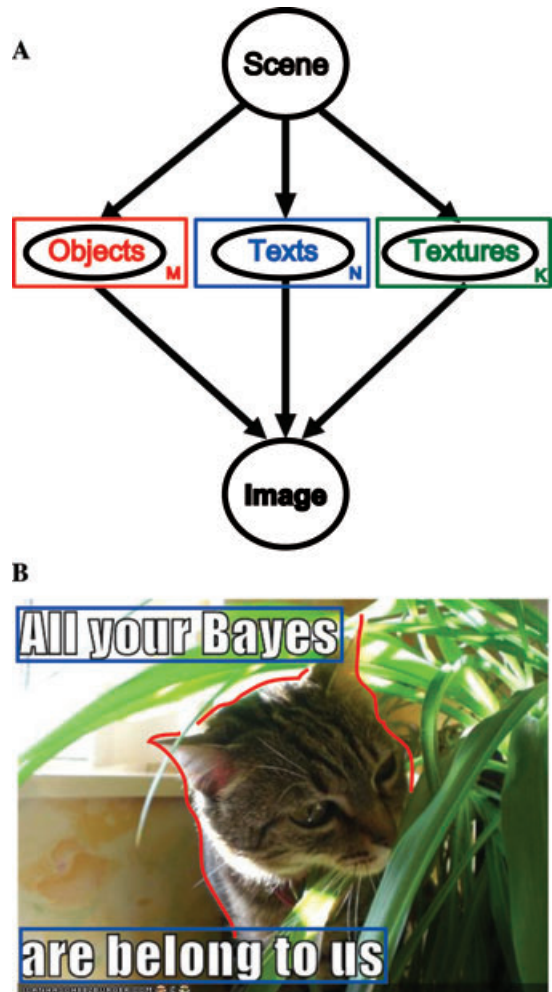 A
Scene
Objects
M
Texts
N
Textures
K
Image
B
All your Bayes
are belong to us